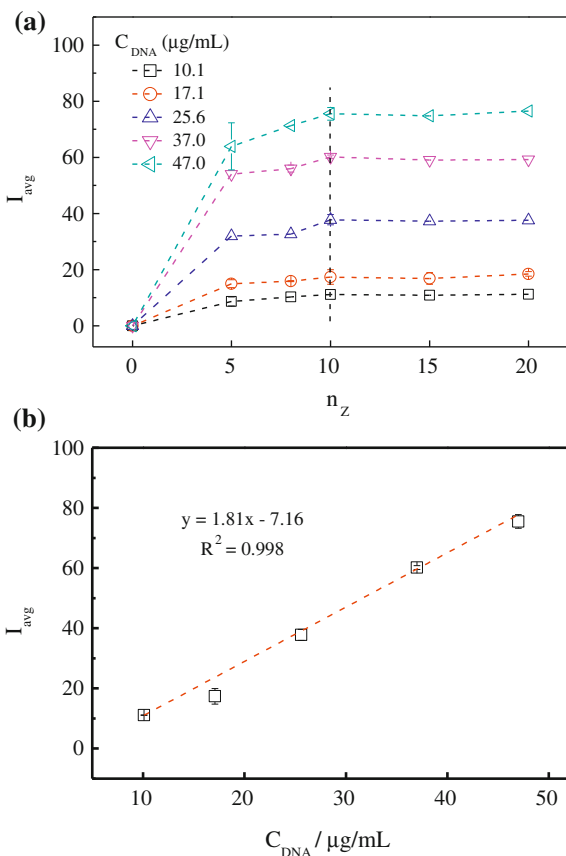 (a)
C_DNA (μg/mL)
10.1
17.1
25.6
37.0
47.0
100
80
60
40
20
0
I_avg
0 5 10 15 20
n_Z
(b)
100
80
60
40
20
0
I_avg
y = 1.81x - 7.16
R² = 0.998
10 20 30 40 50
C_DNA / μg/mL